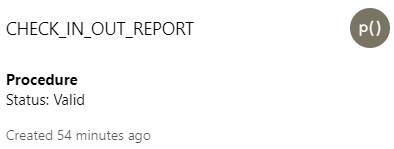 CHECK_IN_OUT_REPORT
p()
Procedure
Status: Valid
Created 54 minutes ago